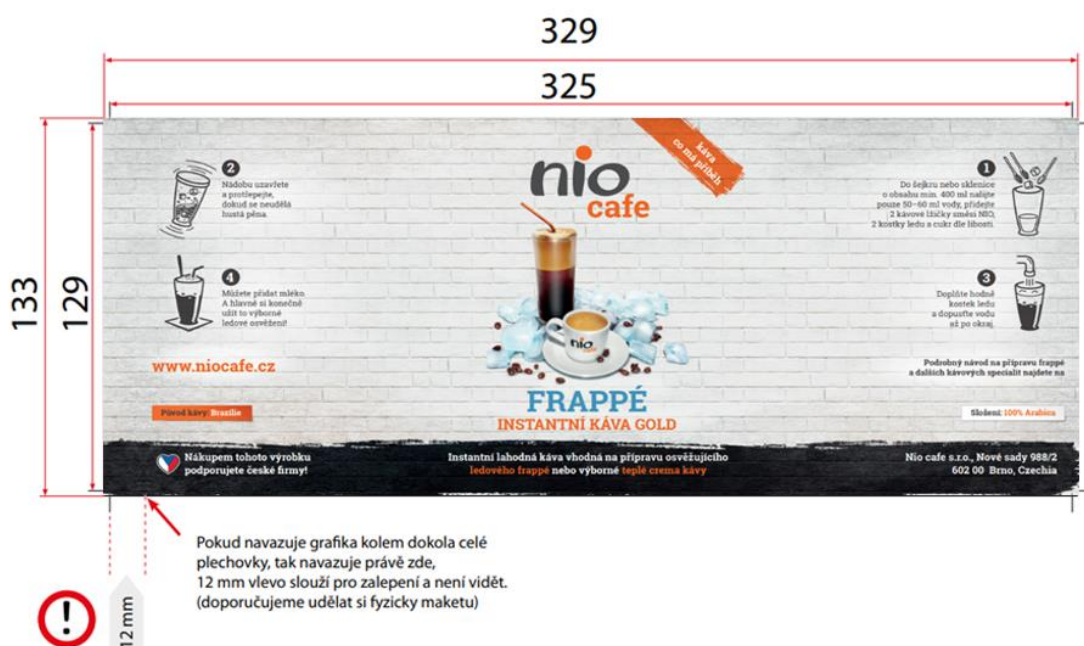 329
325
133
129
káva
co má příběh
nio
cafe
2
Nádobu uzavřete
a protřepejte,
dokud se neudělá
hustá pěna.
1
Do šejkru nebo sklenice
o obsahu min. 400 ml nalijte
pouze 50–60 ml vody, přidejte
2 kávové lžičky směsi NIO,
2 kostky ledu a cukr dle libosti.
4
Můžete přidat mléko.
A hlavně si konečně
užít to výborné
ledové osvěžení!
3
Doplňte hodně
kostek ledu
a dopusťte vodu
až po okraj.
nio
cafe
www.niocafe.cz
Podrobný návod na přípravu frappé
a dalších kávových specialit najdete na
FRAPPÉ
INSTANTNÍ KÁVA GOLD
Původ kávy: Brazílie
Složení: 100% Arabica
Nákupem tohoto výrobku
podporujete české firmy!
Instantní lahodná káva vhodná na přípravu osvěžujícího
ledového frappé nebo výborné teplé crema kávy
Nio cafe s.r.o., Nové sady 988/2
602 00 Brno, Czechia
Pokud navazuje grafika kolem dokola celé
plechovky, tak navazuje právě zde,
12 mm vlevo slouží pro zalepení a není vidět.
(doporučujeme udělat si fyzicky maketu)
!
12 mm